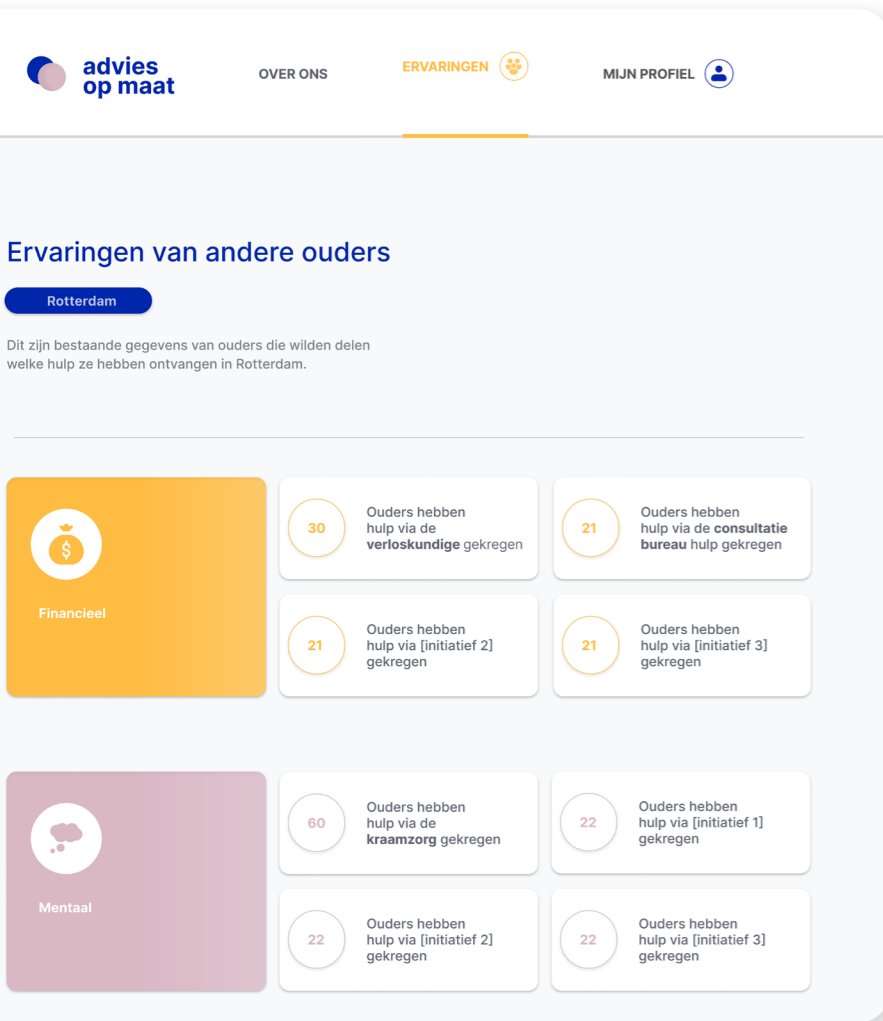 advies
op maat
OVER ONS
ERVARINGEN
MIJN PROFIEL
Ervaringen van andere ouders
Rotterdam
Dit zijn bestaande gegevens van ouders die wilden delen
welke hulp ze hebben ontvangen in Rotterdam.
$
Financieel
30
Ouders hebben
hulp via de
verloskundige gekregen
21
Ouders hebben
hulp via de consultatie
bureau hulp gekregen
21
Ouders hebben
hulp via [initiatief 2]
gekregen
21
Ouders hebben
hulp via [initiatief 3]
gekregen
Mentaal
60
Ouders hebben
hulp via de
kraamzorg gekregen
22
Ouders hebben
hulp via [initiatief 1]
gekregen
22
Ouders hebben
hulp via [initiatief 2]
gekregen
22
Ouders hebben
hulp via [initiatief 3]
gekregen